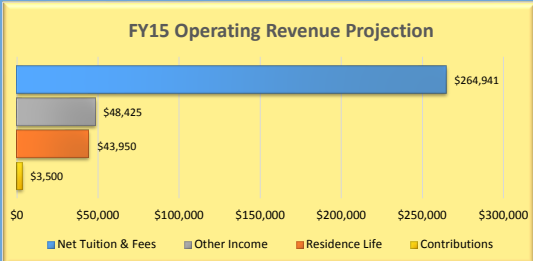 FY15 Operating Revenue Projection
$264,941
$48,425
$43,950
$3,500
$0 $50,000 $100,000 $150,000 $200,000 $250,000 $300,000
Net Tuition & Fees Other Income Residence Life Contributions